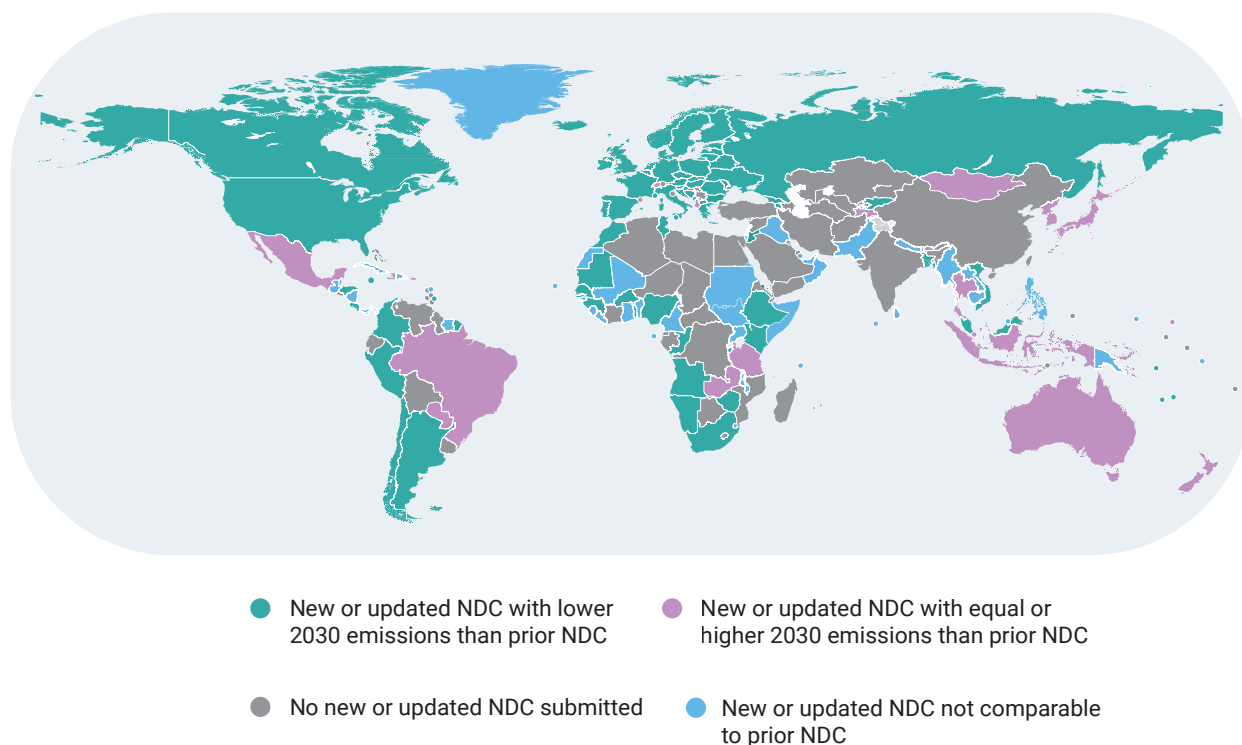 New or updated NDC with lower
2030 emissions than prior NDC
New or updated NDC with equal or
higher 2030 emissions than prior NDC
No new or updated NDC submitted
New or updated NDC not comparable
to prior NDC